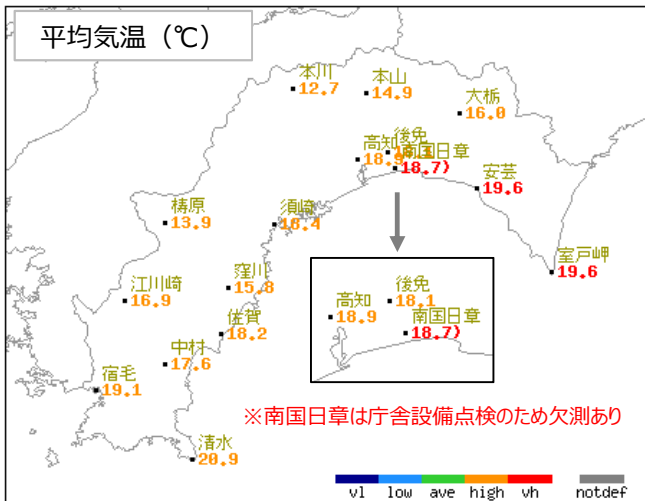 平均気温（℃）
本川
12.7
本山
14.9
大栃
16.0
高知
18.9
後免
南国日章
18.7)
安芸
19.6
梼原
13.9
須崎
18.4
室戸岬
19.6
江川崎
16.9
窪川
15.8
佐賀
18.2
中村
17.6
宿毛
19.1
清水
20.9
後免
18.1
高知
18.9
南国日章
18.7)
※南国日章は庁舎設備点検のため欠測あり
vl low ave high vh notdef